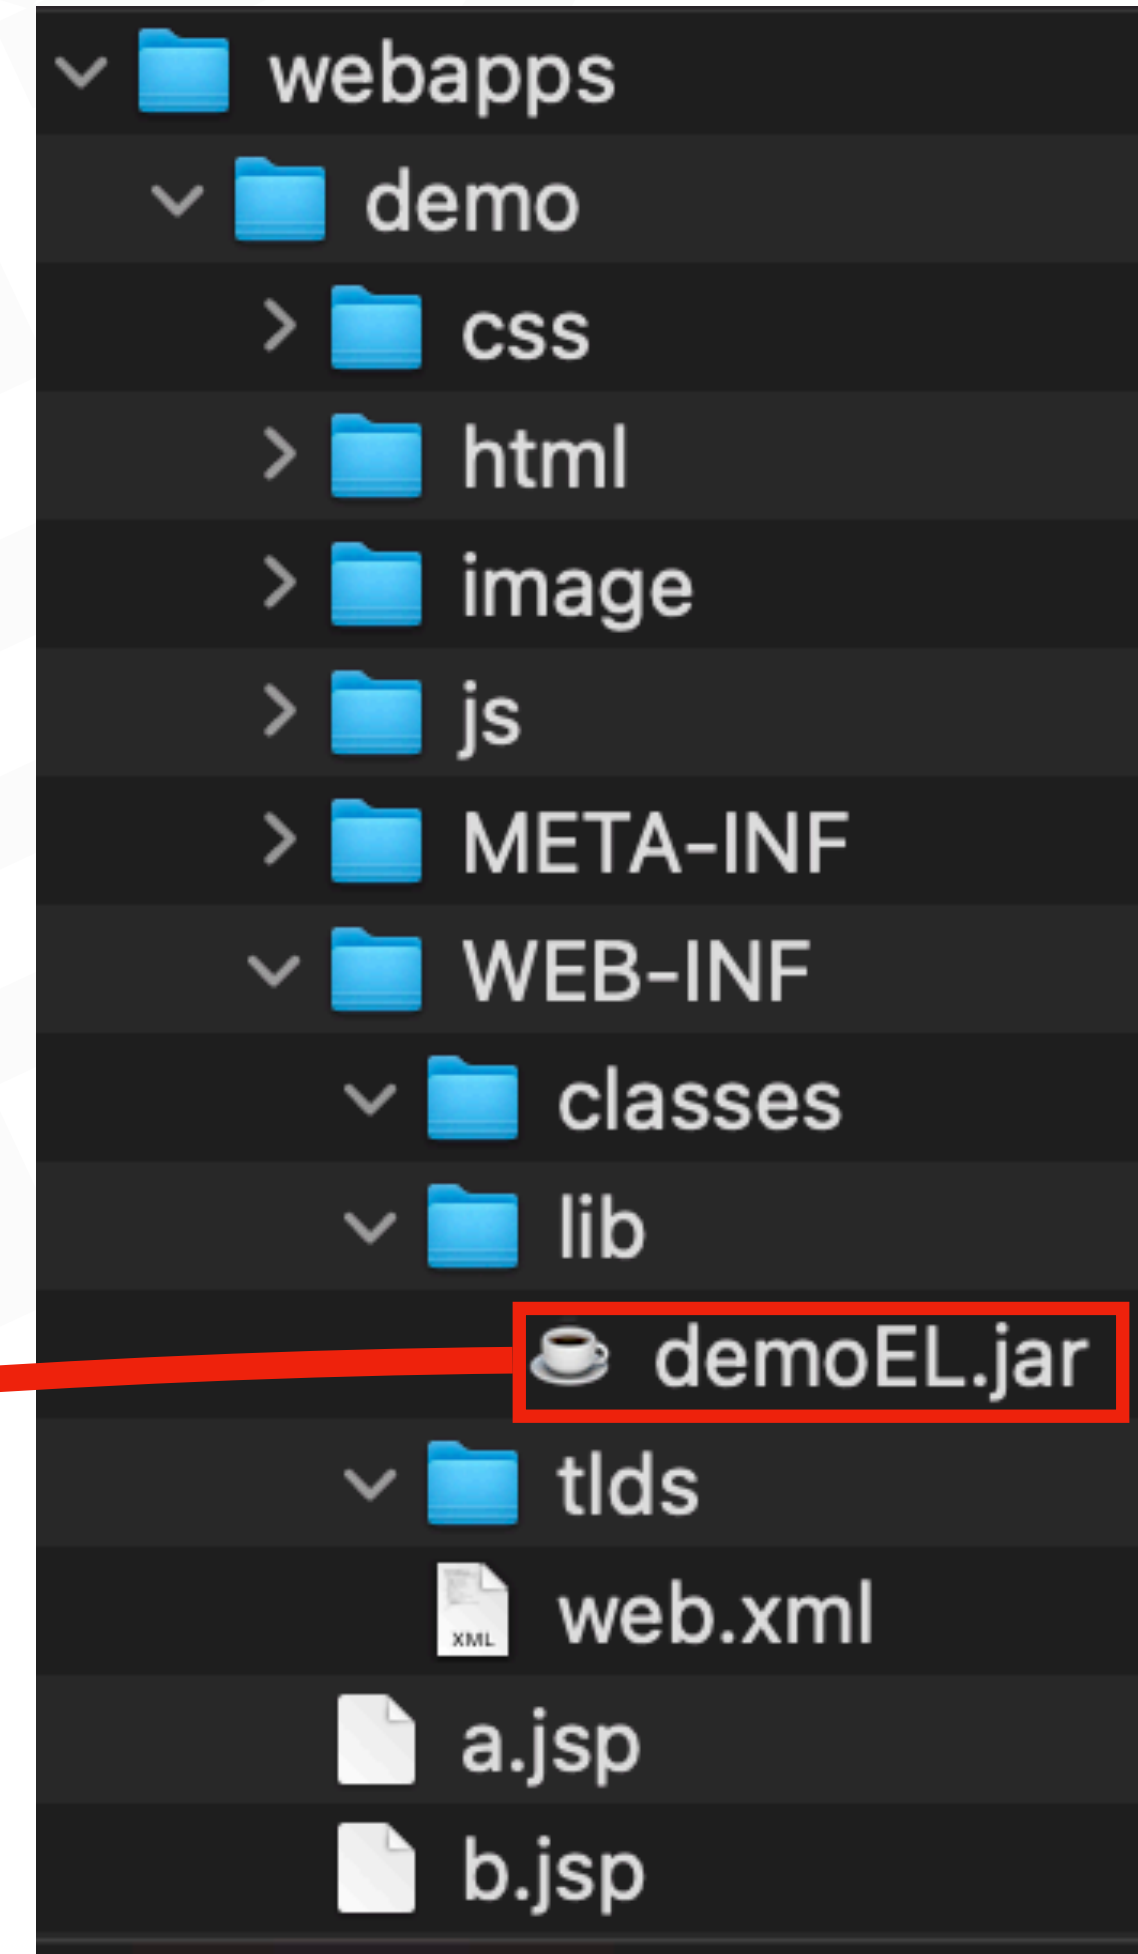 webapps
demo
css
html
image
js
META-INF
WEB-INF
classes
lib
demoEL.jar
tlds
XML
web.xml
a.jsp
b.jsp